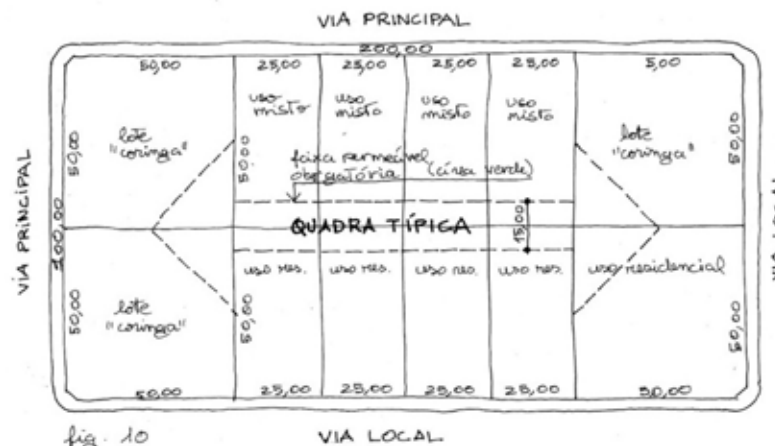 VIA PRINCIPAL
200,00
50,00 25,00 25,00 25,00 25,00 5,00
uso misto
uso misto
uso misto
uso misto
lote "coringa"
lote "coringa"
50,00
50,00
50,00
faixa permeável
obrigatória (área verde)
VIA PRINCIPAL
100,00
QUADRA TÍPICA
15,00
VIA LOCAL
uso res. uso res. uso res. uso res. uso residencial
lote "coringa"
50,00
50,00
50,00
50,00 25,00 25,00 25,00 25,00 50,00
fig. 10
VIA LOCAL